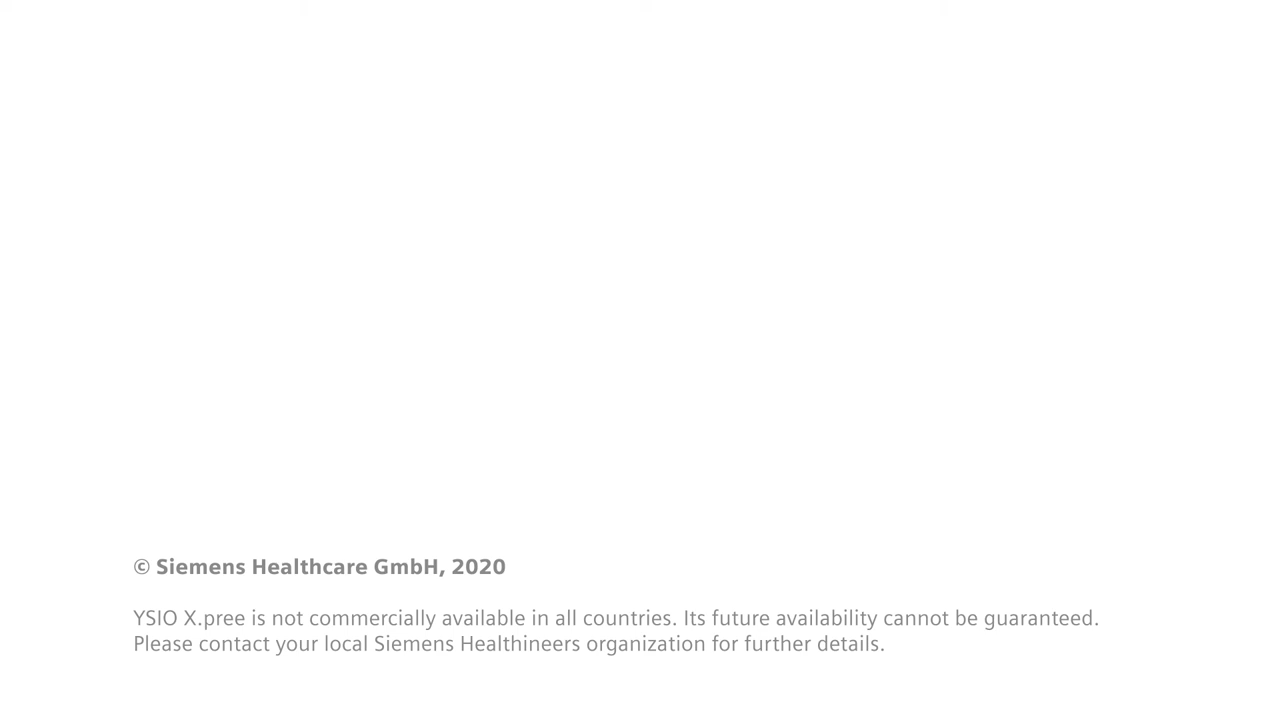 © Siemens Healthcare GmbH, 2020
YSIO X.pree is not commercially available in all countries. Its future availability cannot be guaranteed.
Please contact your local Siemens Healthineers organization for further details.